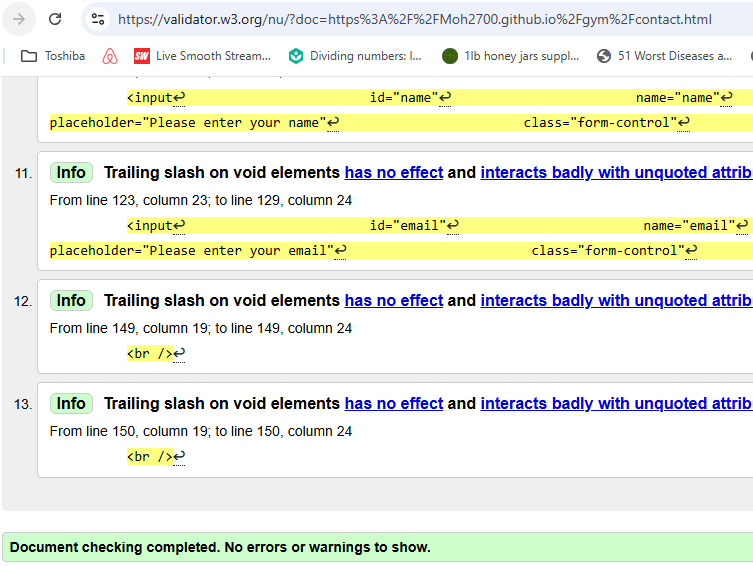 https://validator.w3.org/nu/?doc=https%3A%2F%2FMoh2700.github.io%2Fgym%2Fcontact.html
Toshiba SW Live Smooth Stream... Dividing numbers: I... 1lb honey jars suppl... 51 Worst Diseases a...
<input↩ id="name"↩ name="name"↩
placeholder="Please enter your name"↩ class="form-control"↩
11. Info Trailing slash on void elements has no effect and interacts badly with unquoted attrib
From line 123, column 23; to line 129, column 24
<input↩ id="email"↩ name="email"↩
placeholder="Please enter your email"↩ class="form-control"↩
12. Info Trailing slash on void elements has no effect and interacts badly with unquoted attrib
From line 149, column 19; to line 149, column 24
<br />↩
13. Info Trailing slash on void elements has no effect and interacts badly with unquoted attrib
From line 150, column 19; to line 150, column 24
<br />↩
Document checking completed. No errors or warnings to show.